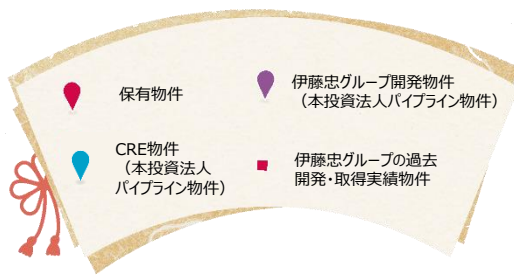 保有物件
伊藤忠グループ開発物件
（本投資法人パイプライン物件）
CRE物件
（本投資法人
パイプライン物件）
伊藤忠グループの過去
開発・取得実績物件